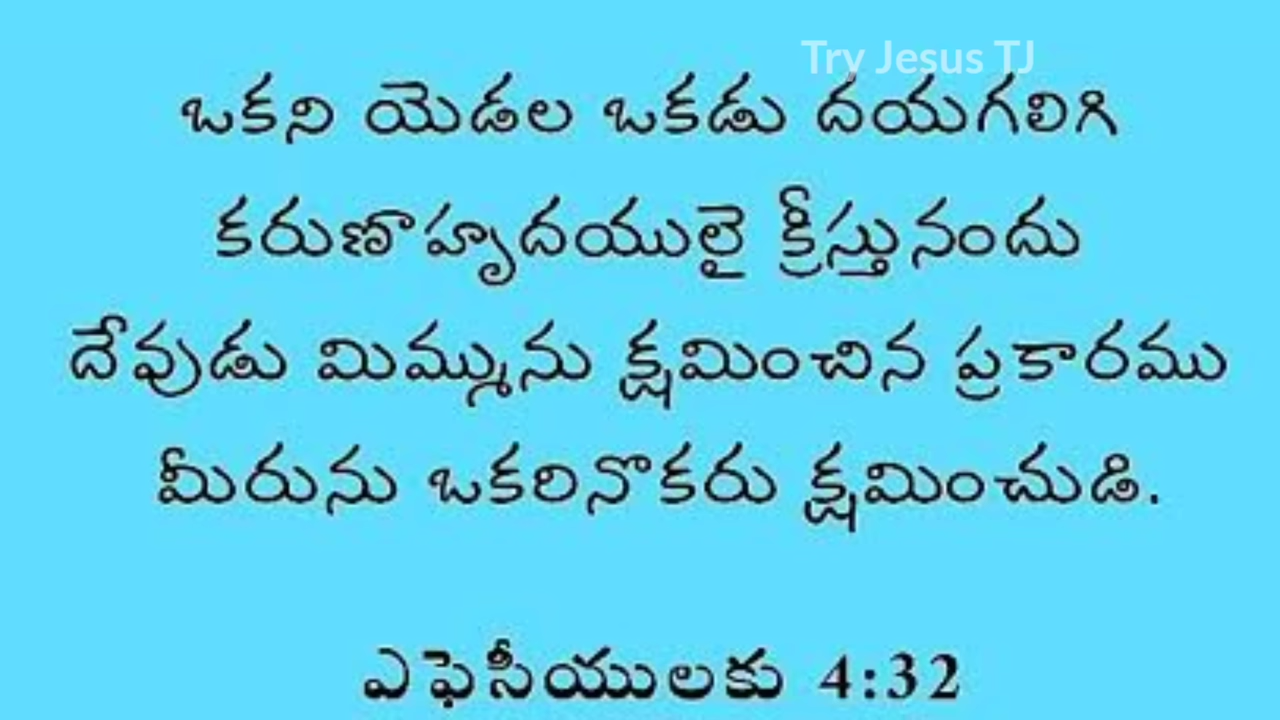 Try Jesus TJ
ఒకని యెడల ఒకడు దయగలిగి
కరుణాహృదయులై క్రీస్తునందు
దేవుడు మిమ్మును క్షమించిన ప్రకారము
మీరును ఒకరినొకరు క్షమించుడి.
ఎఫెసీయులకు 4:32